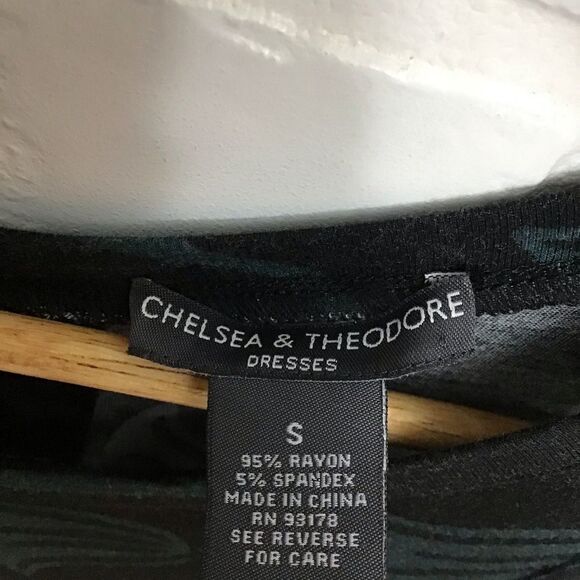 CHELSEA & THEODORE
DRESSES
S
95% RAYON
5% SPANDEX
MADE IN CHINA
RN 93178
SEE REVERSE
FOR CARE